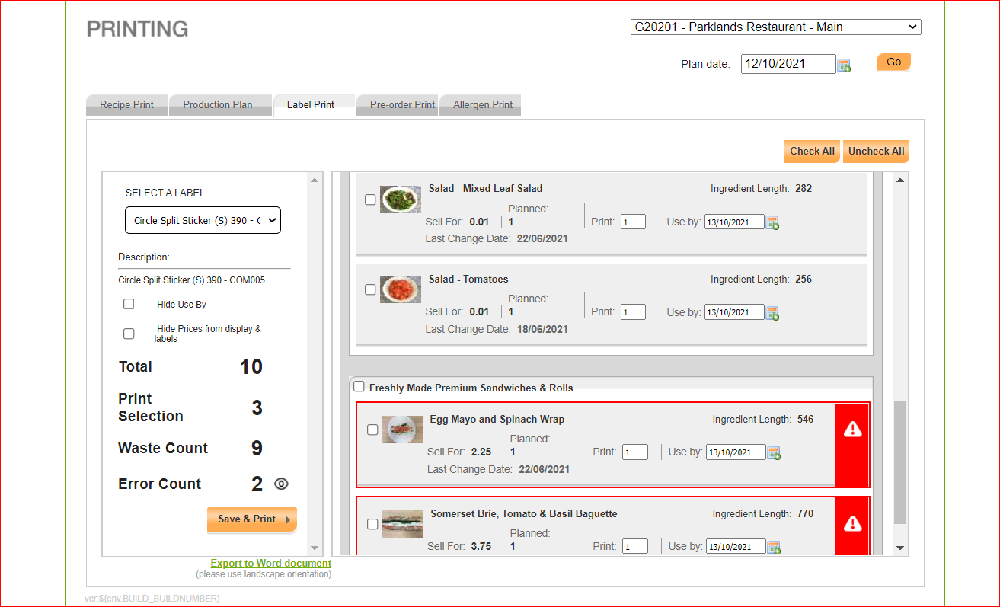 PRINTING
G20201 - Parklands Restaurant - Main
Plan date: 12/10/2021 Go
Recipe Print Production Plan Label Print Pre-order Print Allergen Print
Check All Uncheck All
SELECT A LABEL
Circle Split Sticker (S) 390 - (
Description:
Circle Split Sticker (S) 390 - COM005
Hide Use By
Hide Prices from display &
labels
Total 10
Print
Selection 3
Waste Count 9
Error Count 2
Save & Print
Export to Word document
(please use landscape orientation)
Salad - Mixed Leaf Salad Ingredient Length: 282
Planned:
Sell For: 0.01 1 Print: 1 Use by: 13/10/2021
Last Change Date: 22/06/2021
Salad - Tomatoes Ingredient Length: 256
Planned:
Sell For: 0.01 1 Print: 1 Use by: 13/10/2021
Last Change Date: 18/06/2021
Freshly Made Premium Sandwiches & Rolls
Egg Mayo and Spinach Wrap Ingredient Length: 546
Planned:
Sell For: 2.25 1 Print: 1 Use by: 13/10/2021
Last Change Date: 22/06/2021
Somerset Brie, Tomato & Basil Baguette Ingredient Length: 770
Planned:
Sell For: 3.75 1 Print: 1 Use by: 13/10/2021
ver:${env.BUILD_BUILDNUMBER}